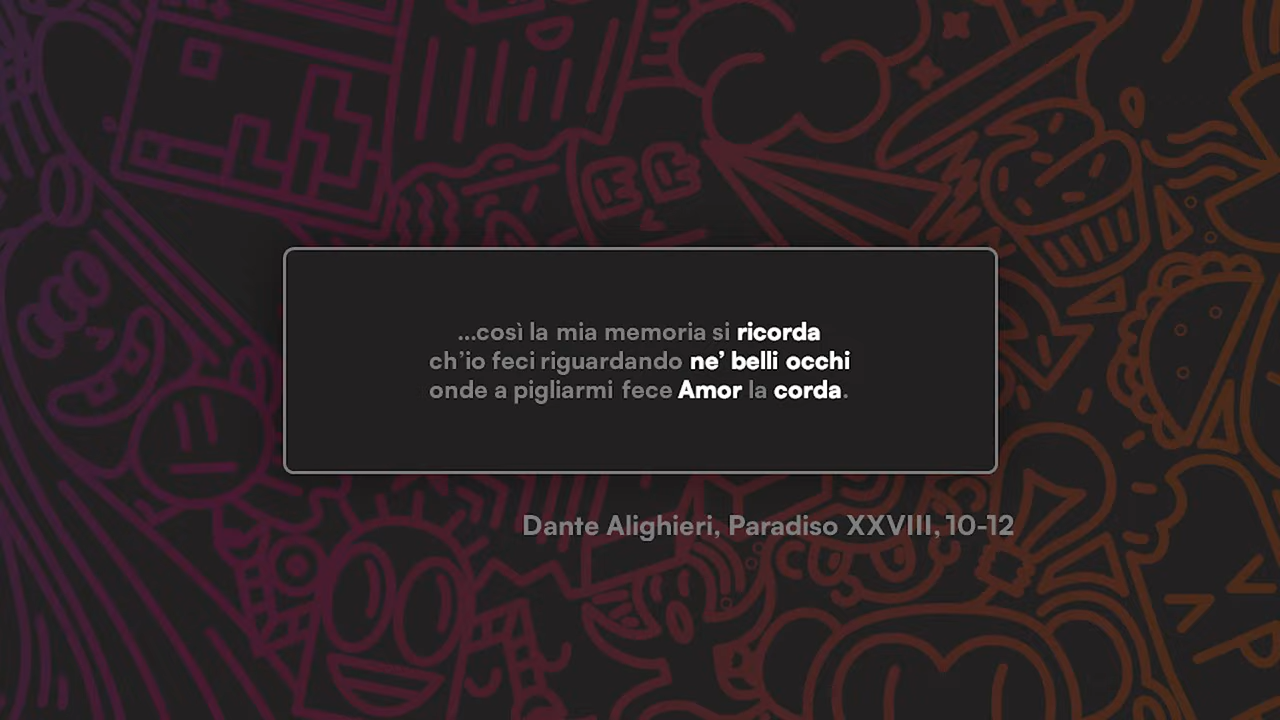 ...così la mia memoria si ricorda
ch’io feci riguardando ne’ belli occhi
onde a pigliarmi fece Amor la corda.
Dante Alighieri, Paradiso XXVIII, 10-12